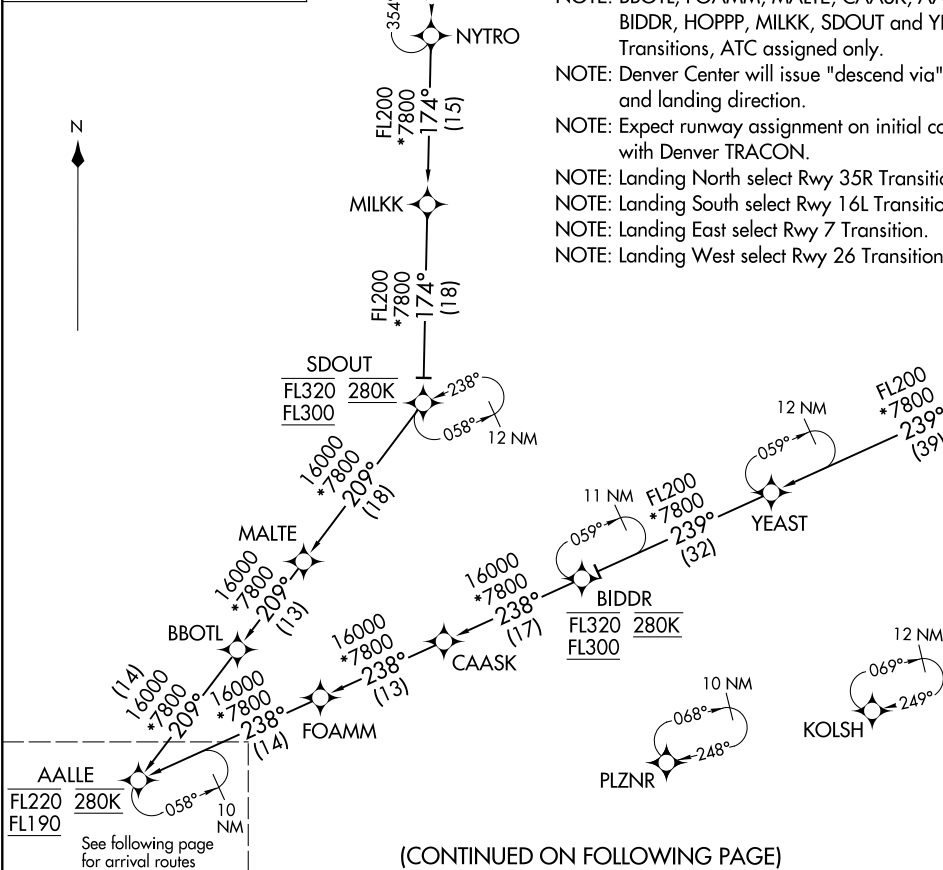 NOTE: BBOTL, FOAMM, MALTE, CAASK,
BIDDR, HOPPP, MILKK, SDOUT and
Transitions, ATC assigned only.
NOTE: Denver Center will issue "descend via"
and landing direction.
NOTE: Expect runway assignment on initial
with Denver TRACON.
NOTE: Landing North select Rwy 35R
NOTE: Landing South select Rwy 16L
NOTE: Landing East select Rwy 7 Transition.
NOTE: Landing West select Rwy 26 Transition
N
354°
NYTRO
FL200
*7800
174°
(15)
MILKK
FL200
*7800
174°
(18)
SDOUT
FL320 280K
FL300
238°
058°
12 NM
16000
*7800
209°
(18)
MALTE
16000
*7800
209°
(13)
BBOTL
(14)
16000
*7800
209°
FL200
*7800
239°
(39)
12 NM
059°
YEAST
FL200
*7800
239°
(32)
11 NM
059°
BIDDR
FL320 280K
FL300
16000
*7800
238°
(17)
CAASK
16000
*7800
238°
(13)
FOAMM
16000
*7800
238°
(14)
AALLE
FL220 280K
FL190
058°
10
NM
See following page
for arrival routes
10 NM
068°
248°
PLZNR
12 NM
069°
249°
KOLSH
(CONTINUED ON FOLLOWING PAGE)